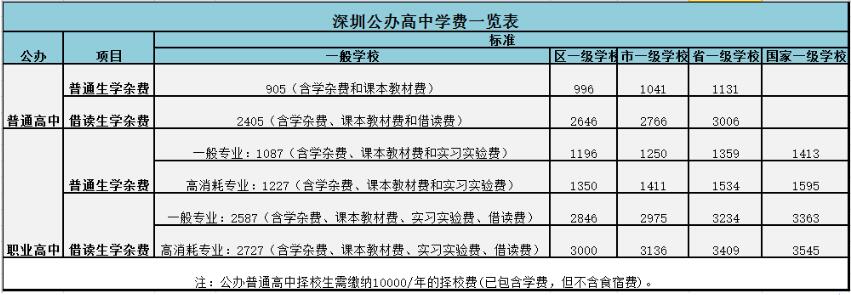 深圳公办高中学费一览表
公办 项目 标准
一般学校 区一级学校 市一级学校 省一级学校 国家一级学校
普通高中 普通生学杂费 905（含学杂费和课本教材费） 996 1041 1131
借读生学杂费 2405（含学杂费、课本教材费和借读费） 2646 2766 3006
职业高中 普通生学杂费 一般专业：1087（含学杂费、课本教材费和实习实验费） 1196 1250 1359 1413
高消耗专业：1227（含学杂费、课本教材费和实习实验费） 1350 1411 1534 1595
借读生学杂费 一般专业：2587（含学杂费、课本教材费、实习实验费、借读费） 2846 2975 3234 3363
高消耗专业：2727（含学杂费、课本教材费、实习实验费、借读费） 3000 3136 3409 3545
注：公办普通高中择校生需缴纳10000/年的择校费(已包含学费，但不含食宿费)。